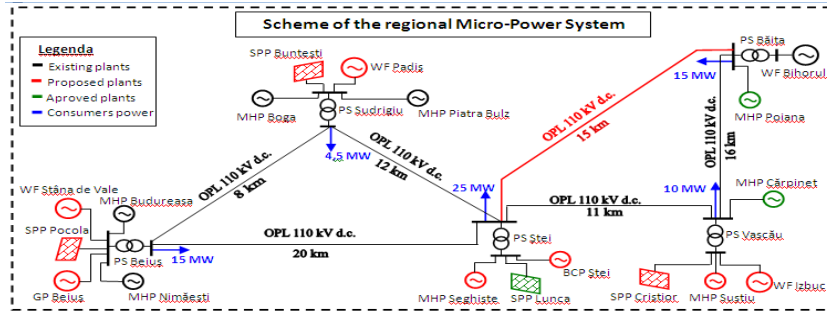 Scheme of the regional Micro-Power System
Legenda
Existing plants
Proposed plants
Aproved plants
Consumers power
SPP Buntești
WF Padiș
MHP Boga
PS Sudrigiu
MHP Piatra Bulz
4,5 MW
OPL 110 kV d.c.
8 km
OPL 110 kV d.c.
12 km
OPL 110 kV d.c.
15 km
PS Băița
15 MW
WF Bihorul
MHP Poiana
OPL 110 kV d.c.
16 km
WF Stâna de Vale
MHP Budureasa
SPP Pocola
PS Beiuș
15 MW
GP Beiuș
MHP Nimăești
OPL 110 kV d.c.
20 km
25 MW
PS Ștei
OPL 110 kV d.c.
11 km
10 MW
MHP Cărpinet
PS Vașcău
BCP Ștei
MHP Seghiște
SPP Lunca
SPP Criștior
MHP Sustiu
WF Izbuc